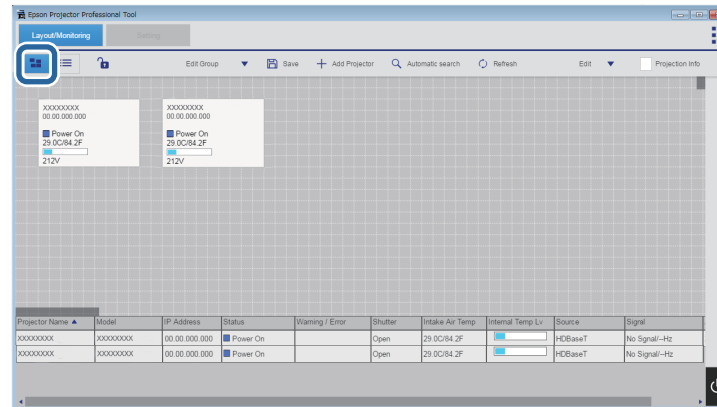 Epson Projector Professional Tool
Layout/Monitoring Setting
Edit Group Save Add Projector Automatic search Refresh Edit Projection Info
XXXXXXXX XXXXXXXX
00.00.000.000 00.00.000.000
Power On Power On
29.0C/84.2F 29.0C/84.2F
212V 212V
Projector Name Model IP Address Status Warning / Error Shutter Intake Air Temp Internal Temp Lv Source Signal
XXXXXXXX XXXXXXXX 00.00.000.000 Power On Open 29.0C/84.2F HDBaseT No Sgnal/--Hz
XXXXXXXX XXXXXXXX 00.00.000.000 Power On Open 29.0C/84.2F HDBaseT No Signal/--Hz